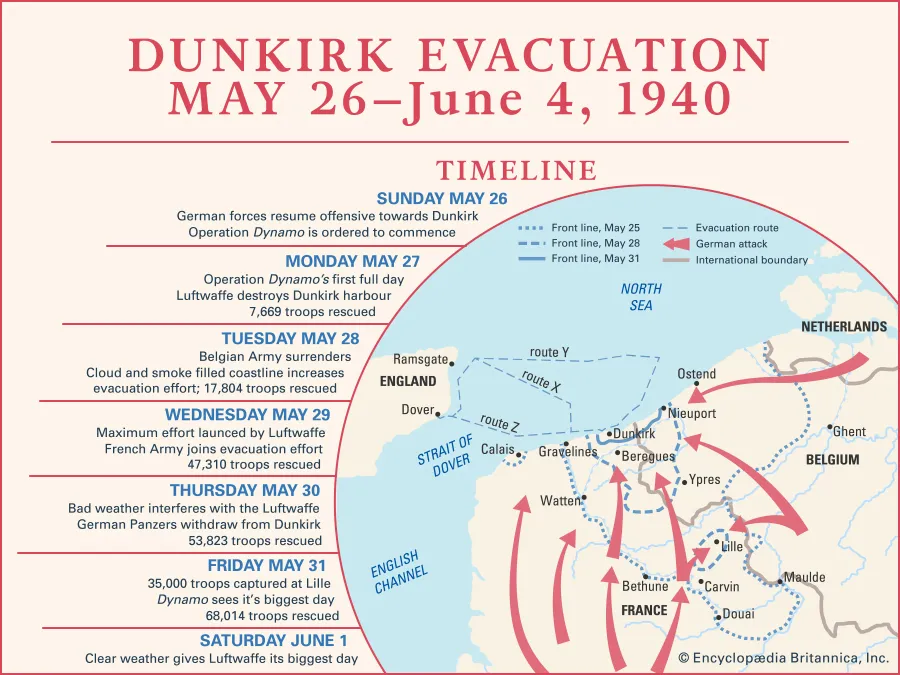 DUNKIRK EVACUATION
MAY 26–June 4, 1940
TIMELINE
SUNDAY MAY 26
German forces resume offensive towards Dunkirk
Operation Dynamo is ordered to commence
MONDAY MAY 27
Operation Dynamo's first full day
Luftwaffe destroys Dunkirk harbour
7,669 troops rescued
TUESDAY MAY 28
Belgian Army surrenders
Cloud and smoke filled coastline increases
evacuation effort; 17,804 troops rescued
WEDNESDAY MAY 29
Maximum effort launced by Luftwaffe
French Army joins evacuation effort
47,310 troops rescued
THURSDAY MAY 30
Bad weather interferes with the Luftwaffe
German Panzers withdraw from Dunkirk
53,823 troops rescued
FRIDAY MAY 31
35,000 troops captured at Lille
Dynamo sees it's biggest day
68,014 troops rescued
SATURDAY JUNE 1
Clear weather gives Luftwaffe its biggest day
Front line, May 25
Front line, May 28
Front line, May 31
Evacuation route
German attack
International boundary
NORTH
SEA
NETHERLANDS
Ramsgate
ENGLAND
Dover
route Y
route X
route Z
STRAIT OF
DOVER
Calais
Gravelines
Dunkirk
Beregues
Ostend
Nieuport
Ghent
BELGIUM
Ypres
Watten
Lille
ENGLISH
CHANNEL
Bethune
Carvin
Maulde
FRANCE
Douai
© Encyclopædia Britannica, Inc.